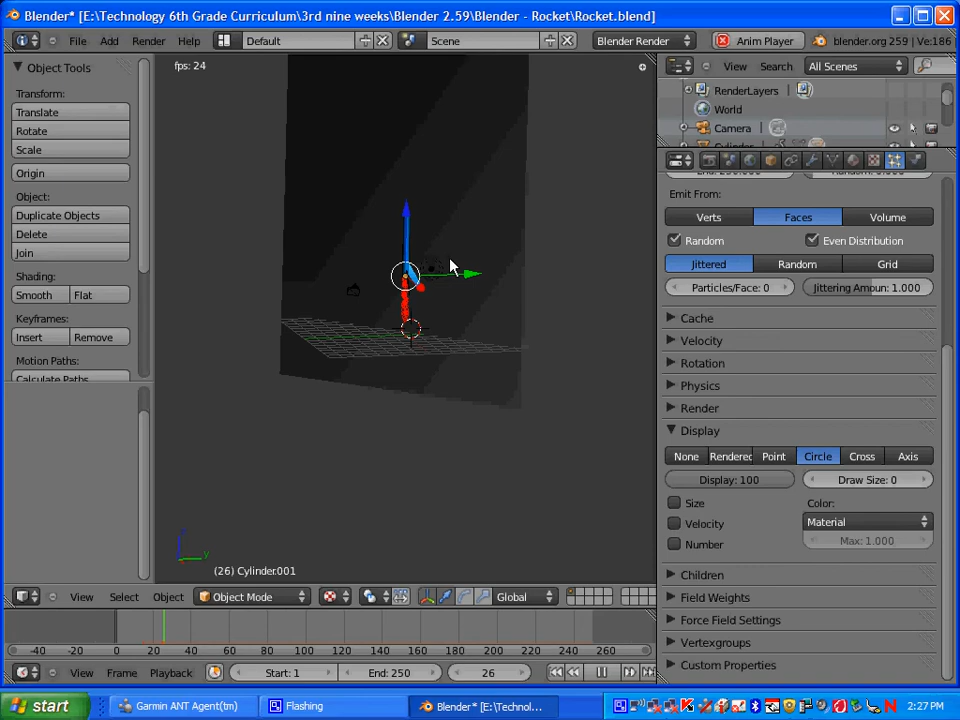 Blender* [E:\Technology 6th Grade Curriculum\3rd nine weeks\Blender 2.59\Blender - Rocket\Rocket.blend]
File Add Render Help Default Scene Blender Render Anim Player blender.org 259 | Ve:186
Object Tools
Transform:
Translate
Rotate
Scale
Origin
Object:
Duplicate Objects
Delete
Join
Shading:
Smooth Flat
Keyframes:
Insert Remove
Motion Paths:
Calculate Paths
fps: 24
(26) Cylinder.001
View Search All Scenes
RenderLayers
World
Camera
Emit From:
Verts Faces Volume
Random Even Distribution
Jittered Random Grid
Particles/Face: 0 Jittering Amoun: 1.000
Cache
Velocity
Rotation
Physics
Render
Display
None Rendered Point Circle Cross Axis
Display: 100 Draw Size: 0
Size Color:
Velocity Material
Number Max: 1.000
Children
Field Weights
Force Field Settings
Vertexgroups
Custom Properties
View Select Object Object Mode Global
-40 -20 0 20 40 60 80 100 120 140 160 180 200 220 240 260
View Frame Playback Start: 1 End: 250 26
start Garmin ANT Agent(tm) Flashing Blender* [E:\Technol... 2:27 PM